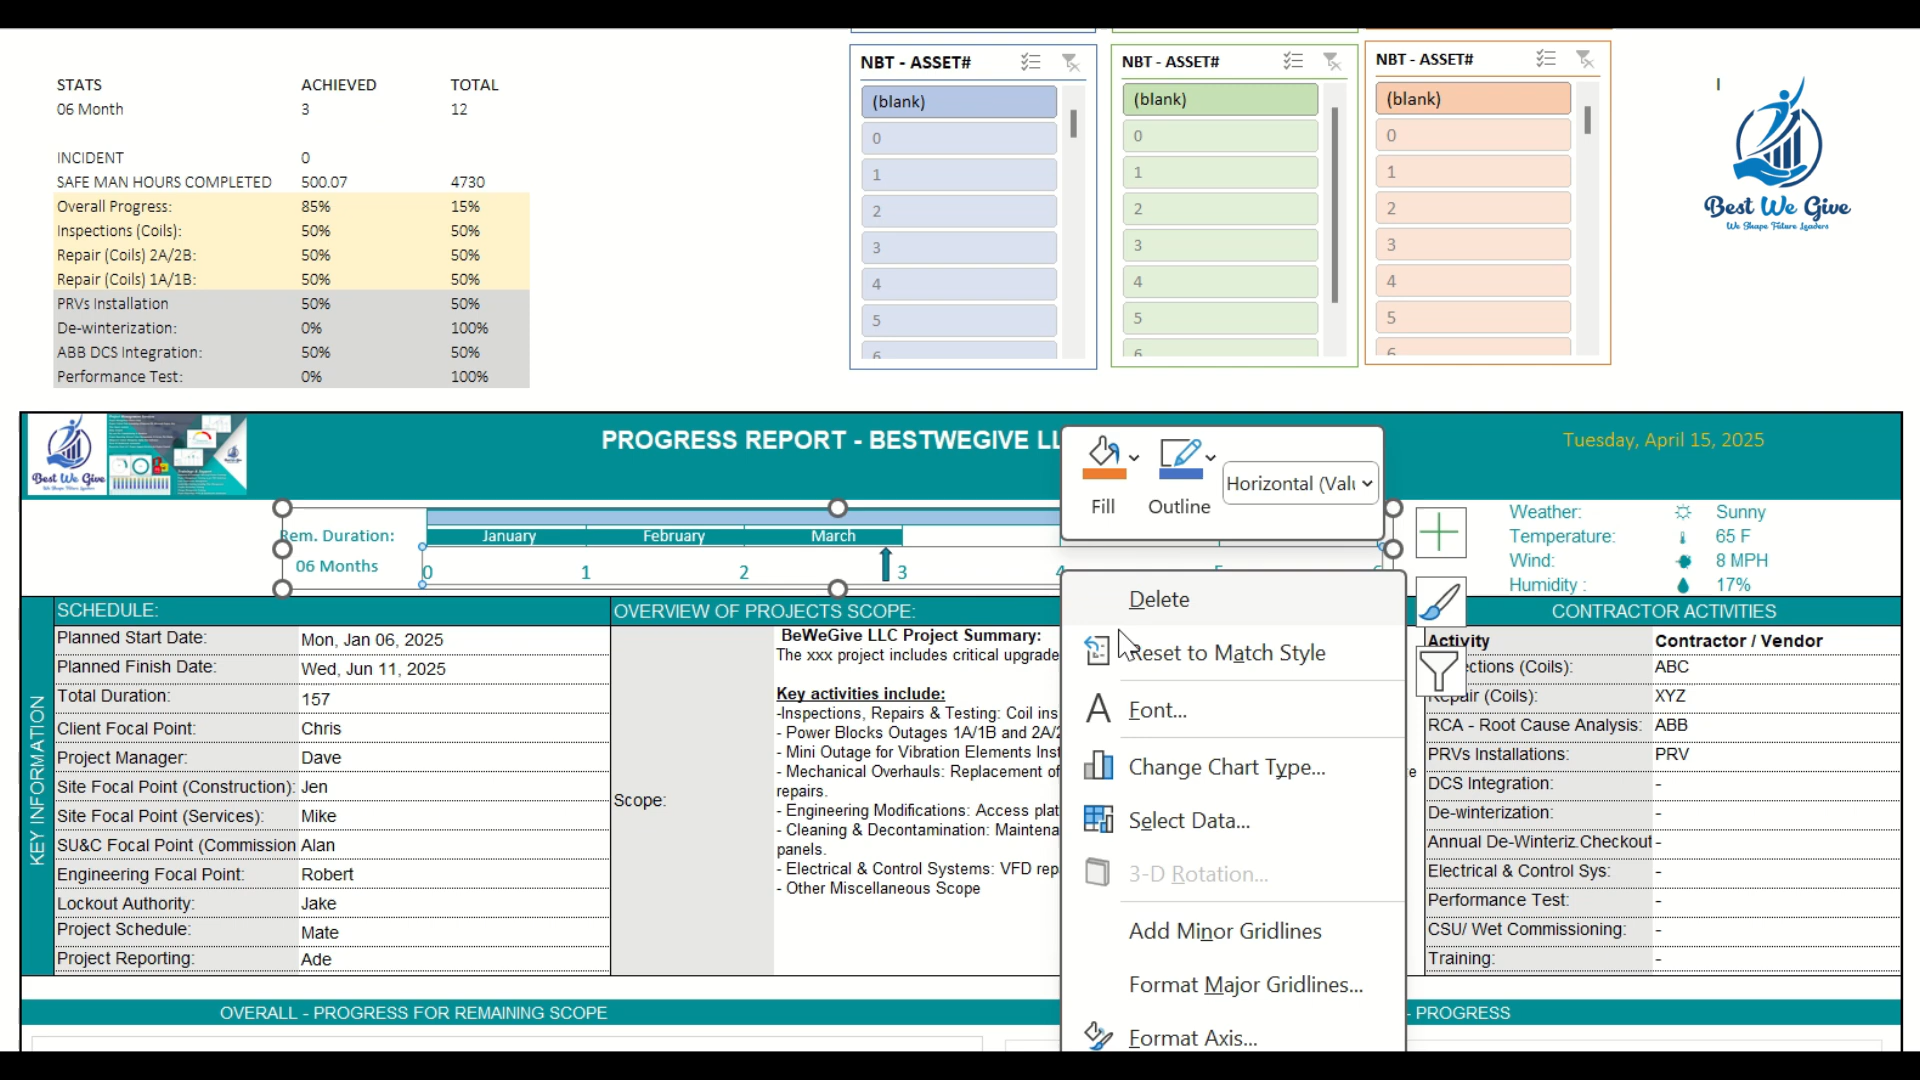 STATS ACHIEVED TOTAL
06 Month 3 12
INCIDENT 0
SAFE MAN HOURS COMPLETED 500.07 4730
Overall Progress: 85% 15%
Inspections (Coils): 50% 50%
Repair (Coils) 2A/2B: 50% 50%
Repair (Coils) 1A/1B: 50% 50%
PRVs Installation 50% 50%
De-winterization: 0% 100%
ABB DCS Integration: 50% 50%
Performance Test: 0% 100%
NBT - ASSET#
(blank)
0
1
2
3
4
5
6
NBT - ASSET#
(blank)
0
1
2
3
4
5
6
NBT - ASSET#
(blank)
0
1
2
3
4
5
6
Best We Give
We Shape Future Leaders
Best We Give
PROGRESS REPORT - BESTWEGIVE LL
Tuesday, April 15, 2025
Fill
Outline
Horizontal (Valu
Rem. Duration:
06 Months
January February March
0 1 2 3
Weather: Sunny
Temperature: 65 F
Wind: 8 MPH
Humidity : 17%
KEY INFORMATION
SCHEDULE:
Planned Start Date: Mon, Jan 06, 2025
Planned Finish Date: Wed, Jun 11, 2025
Total Duration: 157
Client Focal Point: Chris
Project Manager: Dave
Site Focal Point (Construction): Jen
Site Focal Point (Services): Mike
SU&C Focal Point (Commission Alan
Engineering Focal Point: Robert
Lockout Authority: Jake
Project Schedule: Mate
Project Reporting: Ade
OVERVIEW OF PROJECTS SCOPE:
Scope:
BeWeGive LLC Project Summary:
The xxx project includes critical upgrade
Key activities include:
-Inspections, Repairs & Testing: Coil ins
- Power Blocks Outages 1A/1B and 2A/2
- Mini Outage for Vibration Elements Inst
- Mechanical Overhauls: Replacement of
repairs.
- Engineering Modifications: Access plat
- Cleaning & Decontamination: Maintena
panels.
- Electrical & Control Systems: VFD rep
- Other Miscellaneous Scope
Delete
Reset to Match Style
Font...
Change Chart Type...
Select Data...
3-D Rotation...
Add Minor Gridlines
Format Major Gridlines...
Format Axis...
e
CONTRACTOR ACTIVITIES
Activity Contractor / Vendor
ections (Coils): ABC
Repair (Coils): XYZ
RCA - Root Cause Analysis: ABB
PRVs Installations: PRV
DCS Integration: -
De-winterization: -
Annual De-Winteriz.Checkout -
Electrical & Control Sys: -
Performance Test: -
CSU/ Wet Commissioning: -
Training: -
OVERALL - PROGRESS FOR REMAINING SCOPE
- PROGRESS